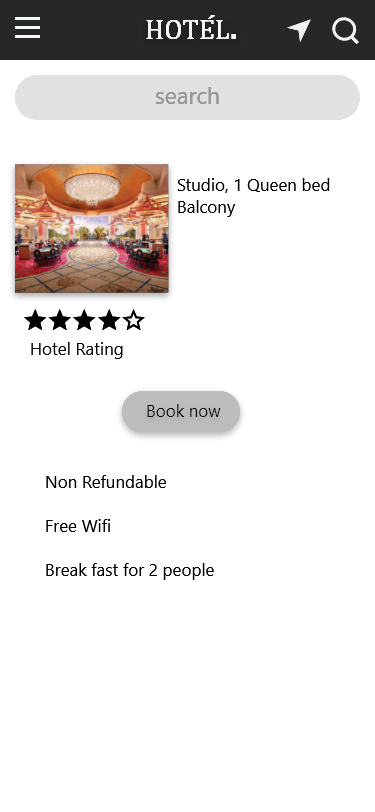 HOTÉL.
search
Studio, 1 Queen bed
Balcony
Hotel Rating
Book now
Non Refundable
Free Wifi
Break fast for 2 people